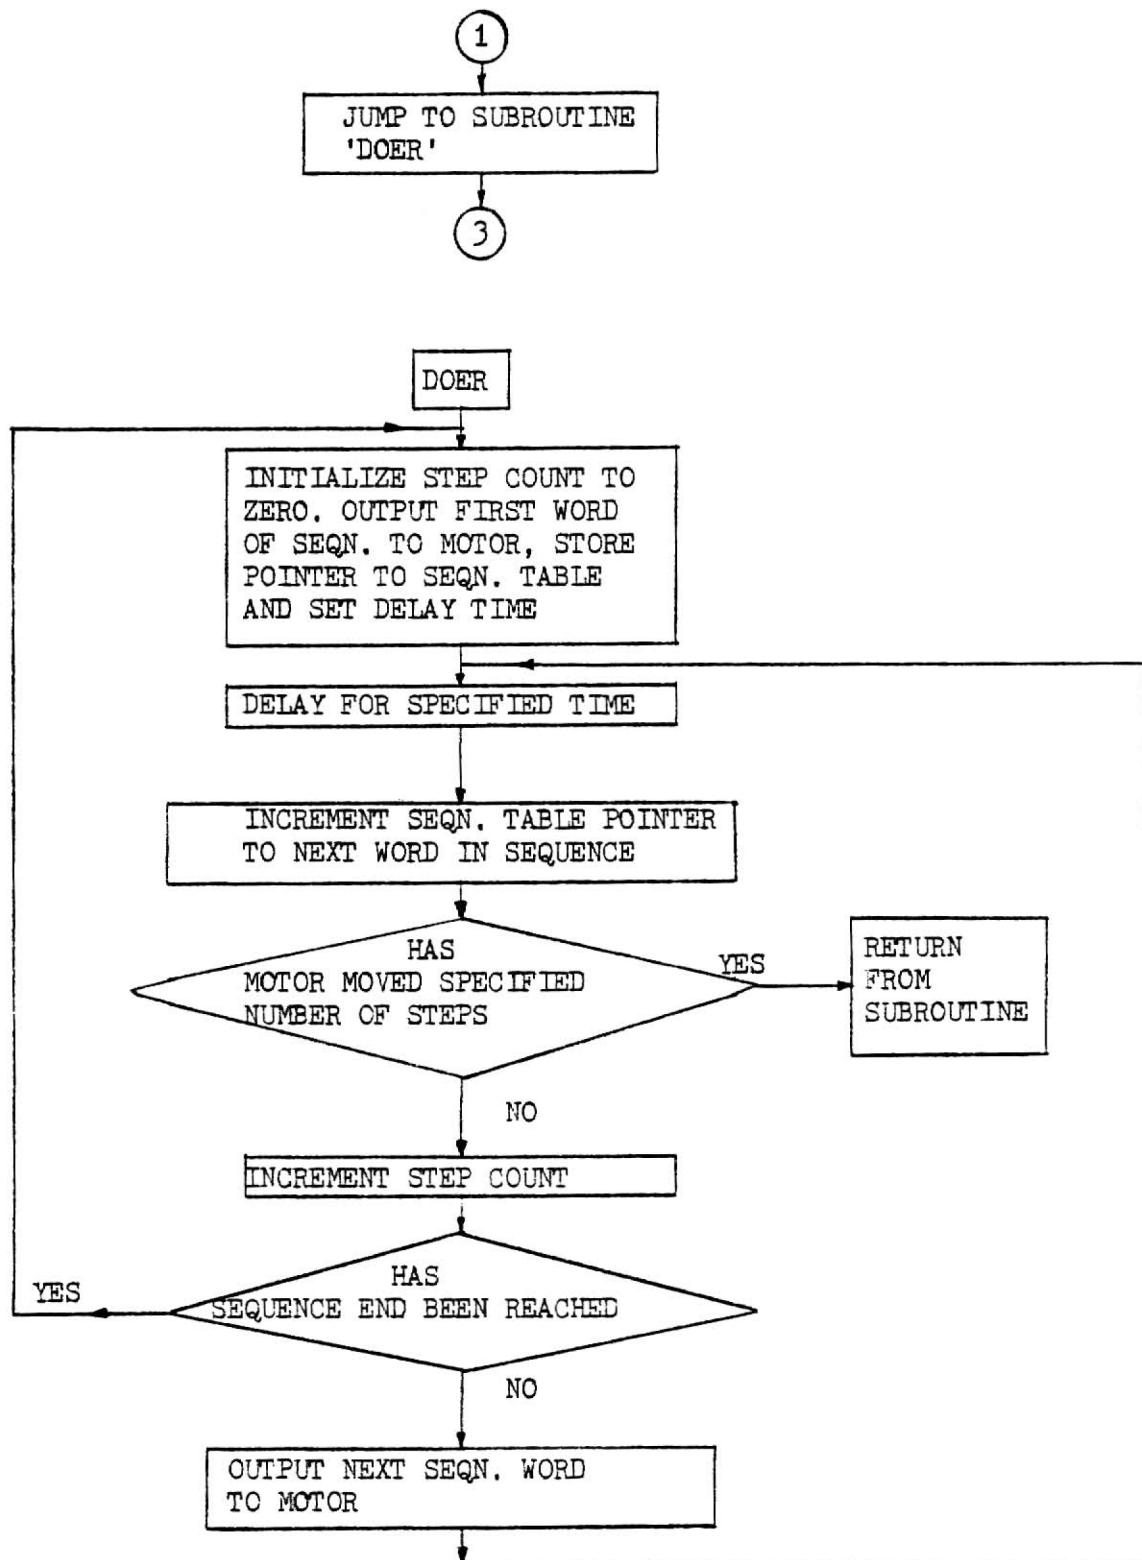 1
JUMP TO SUBROUTINE
'DOER'
3
DOER
INITIALIZE STEP COUNT TO
ZERO. OUTPUT FIRST WORD
OF SEQN. TO MOTOR, STORE
POINTER TO SEQN. TABLE
AND SET DELAY TIME
DELAY FOR SPECIFIED TIME
INCREMENT SEQN. TABLE POINTER
TO NEXT WORD IN SEQUENCE
HAS
MOTOR MOVED SPECIFIED
NUMBER OF STEPS
YES
RETURN
FROM
SUBROUTINE
NO
INCREMENT STEP COUNT
HAS
SEQUENCE END BEEN REACHED
YES
NO
OUTPUT NEXT SEQN. WORD
TO MOTOR